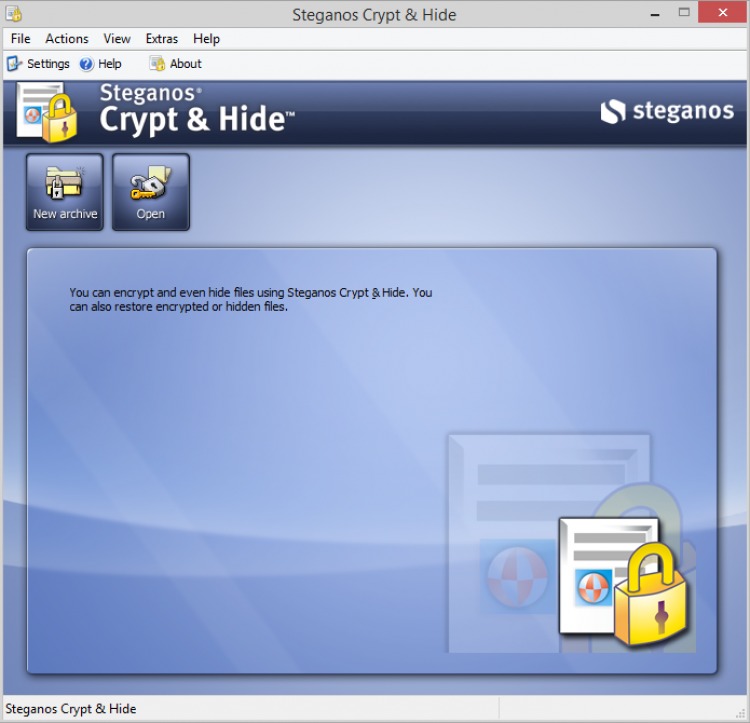 Steganos Crypt & Hide
File Actions View Extras Help
Settings Help About
Steganos®
Crypt & Hide™
steganos
New archive Open
You can encrypt and even hide files using Steganos Crypt & Hide. You
can also restore encrypted or hidden files.
Steganos Crypt & Hide